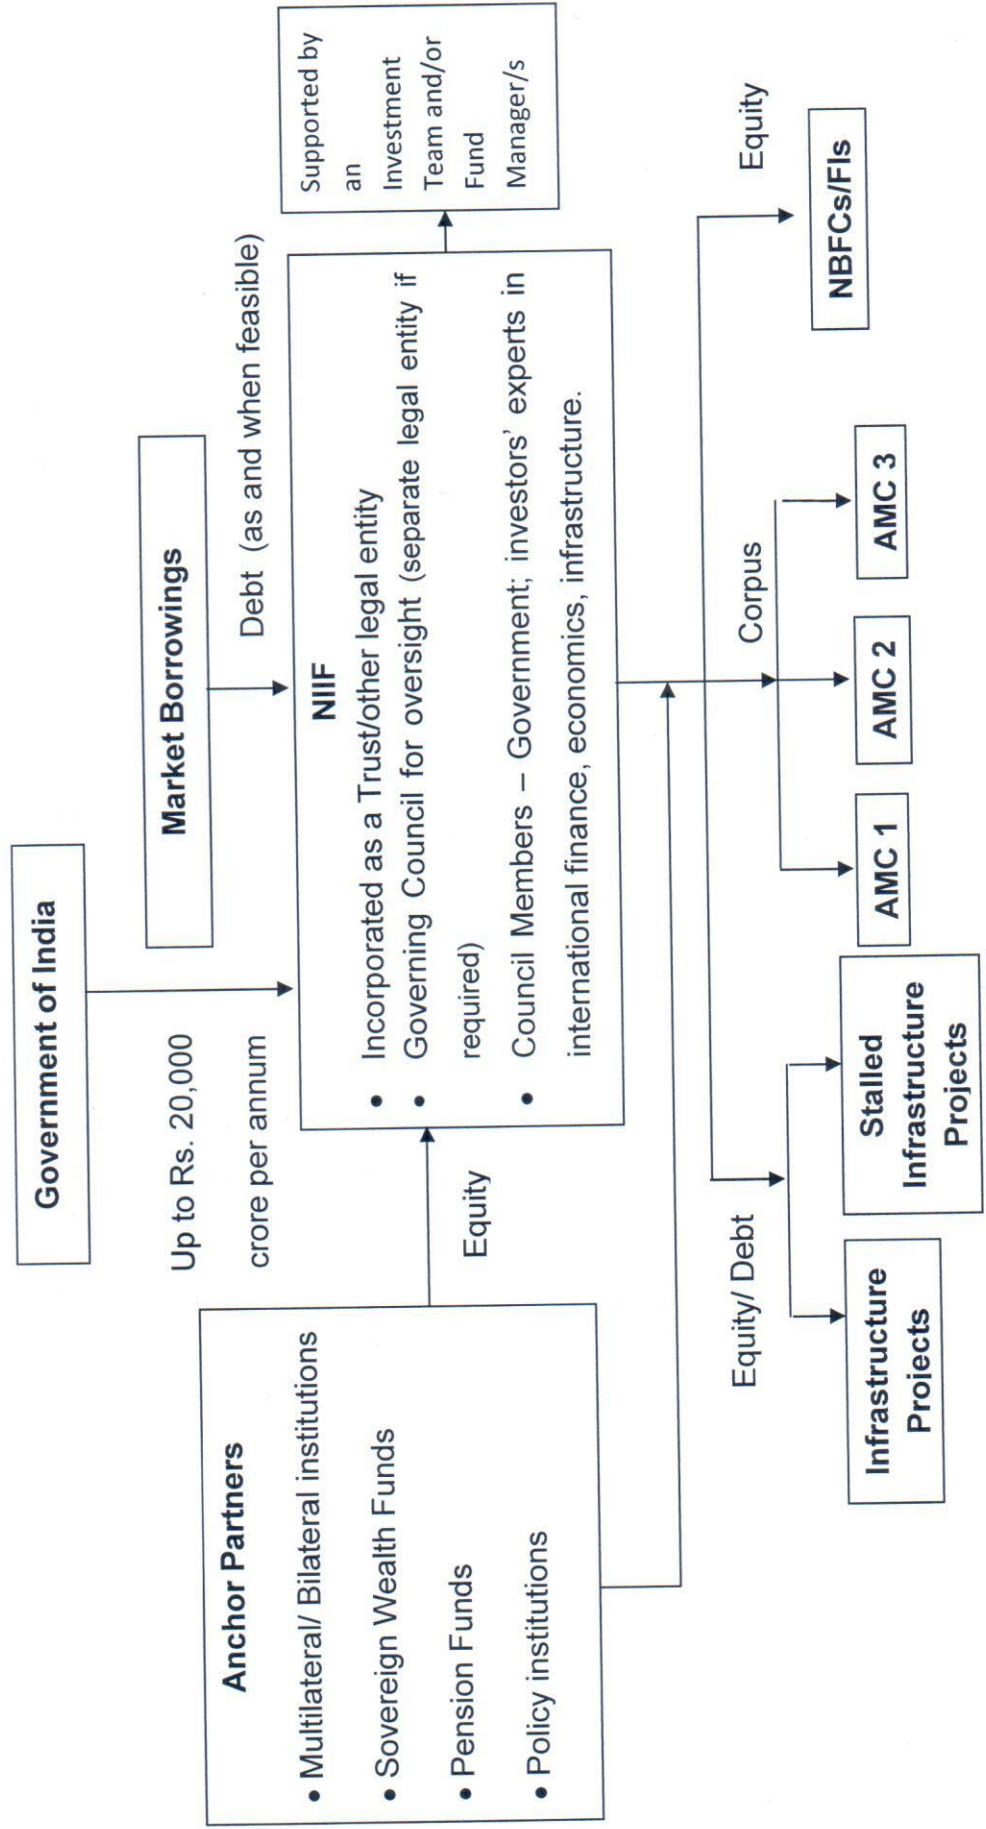 Government of India
Up to Rs. 20,000
crore per annum
Market Borrowings
Debt (as and when feasible)
Anchor Partners
• Multilateral/ Bilateral institutions
• Sovereign Wealth Funds
• Pension Funds
• Policy institutions
Equity
NIIF
• Incorporated as a Trust/other legal entity
• Governing Council for oversight (separate legal entity if
required)
• Council Members – Government; investors’ experts in
international finance, economics, infrastructure.
Supported by
an
Investment
Team and/or
Fund
Manager/s
Equity/ Debt
Corpus
Equity
Infrastructure
Projects
Stalled
Infrastructure
Projects
AMC 1
AMC 2
AMC 3
NBFCs/FIs